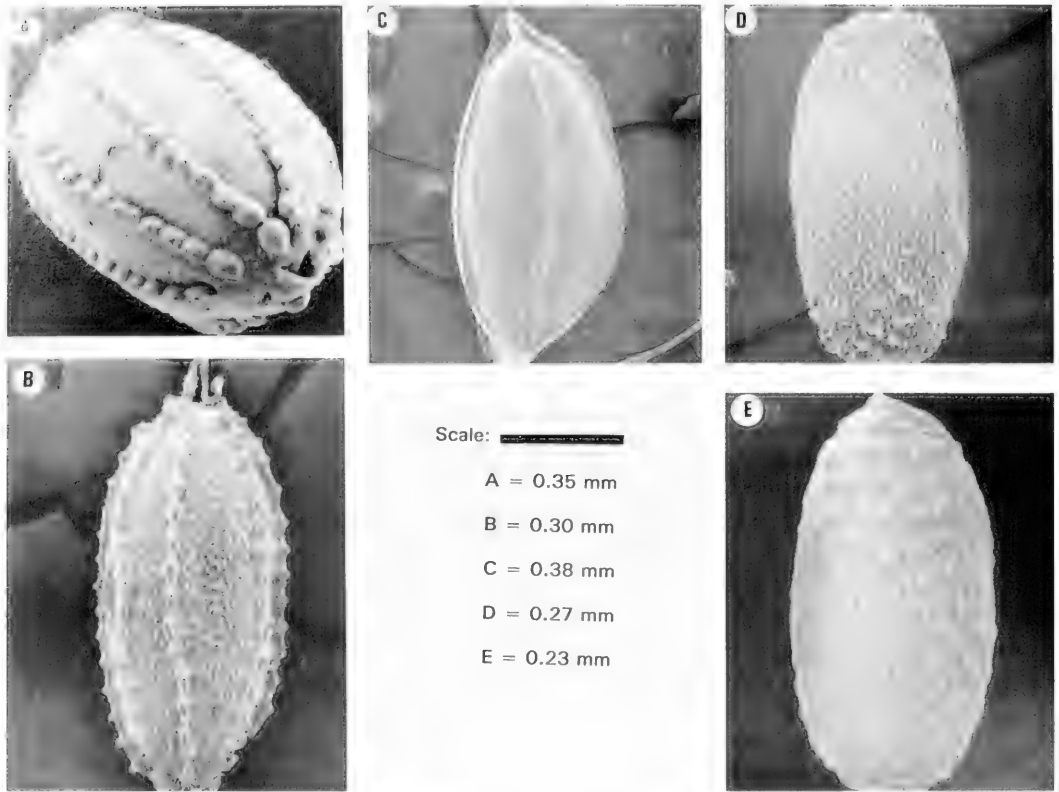 C
D
B
E
Scale:
A = 0.35 mm
B = 0.30 mm
C = 0.38 mm
D = 0.27 mm
E = 0.23 mm